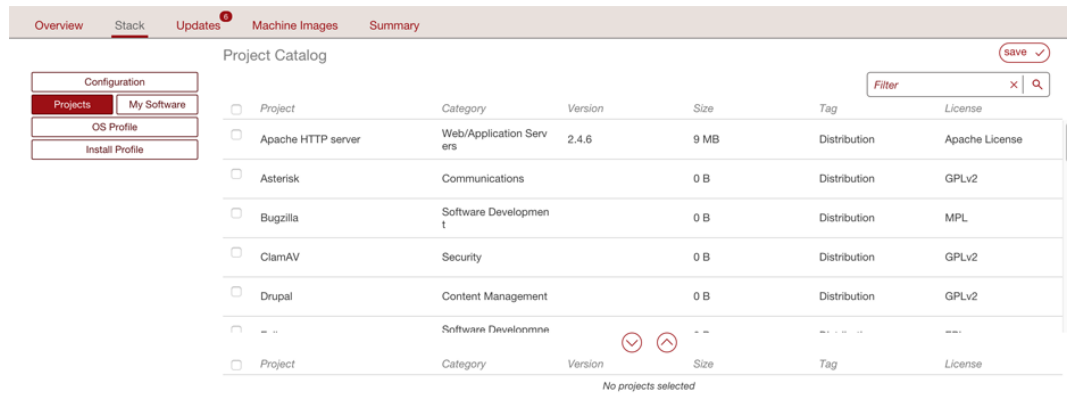 Overview Stack Updates 6 Machine Images Summary
Project Catalog save
Configuration
Filter
Projects My Software
Project Category Version Size Tag License
OS Profile
Install Profile
Apache HTTP server Web/Application Serv
ers 2.4.6 9 MB Distribution Apache License
Asterisk Communications 0 B Distribution GPLv2
Bugzilla Software Developmen
t 0 B Distribution MPL
ClamAV Security 0 B Distribution GPLv2
Drupal Content Management 0 B Distribution GPLv2
Software Developmne
Project Category Version Size Tag License
No projects selected